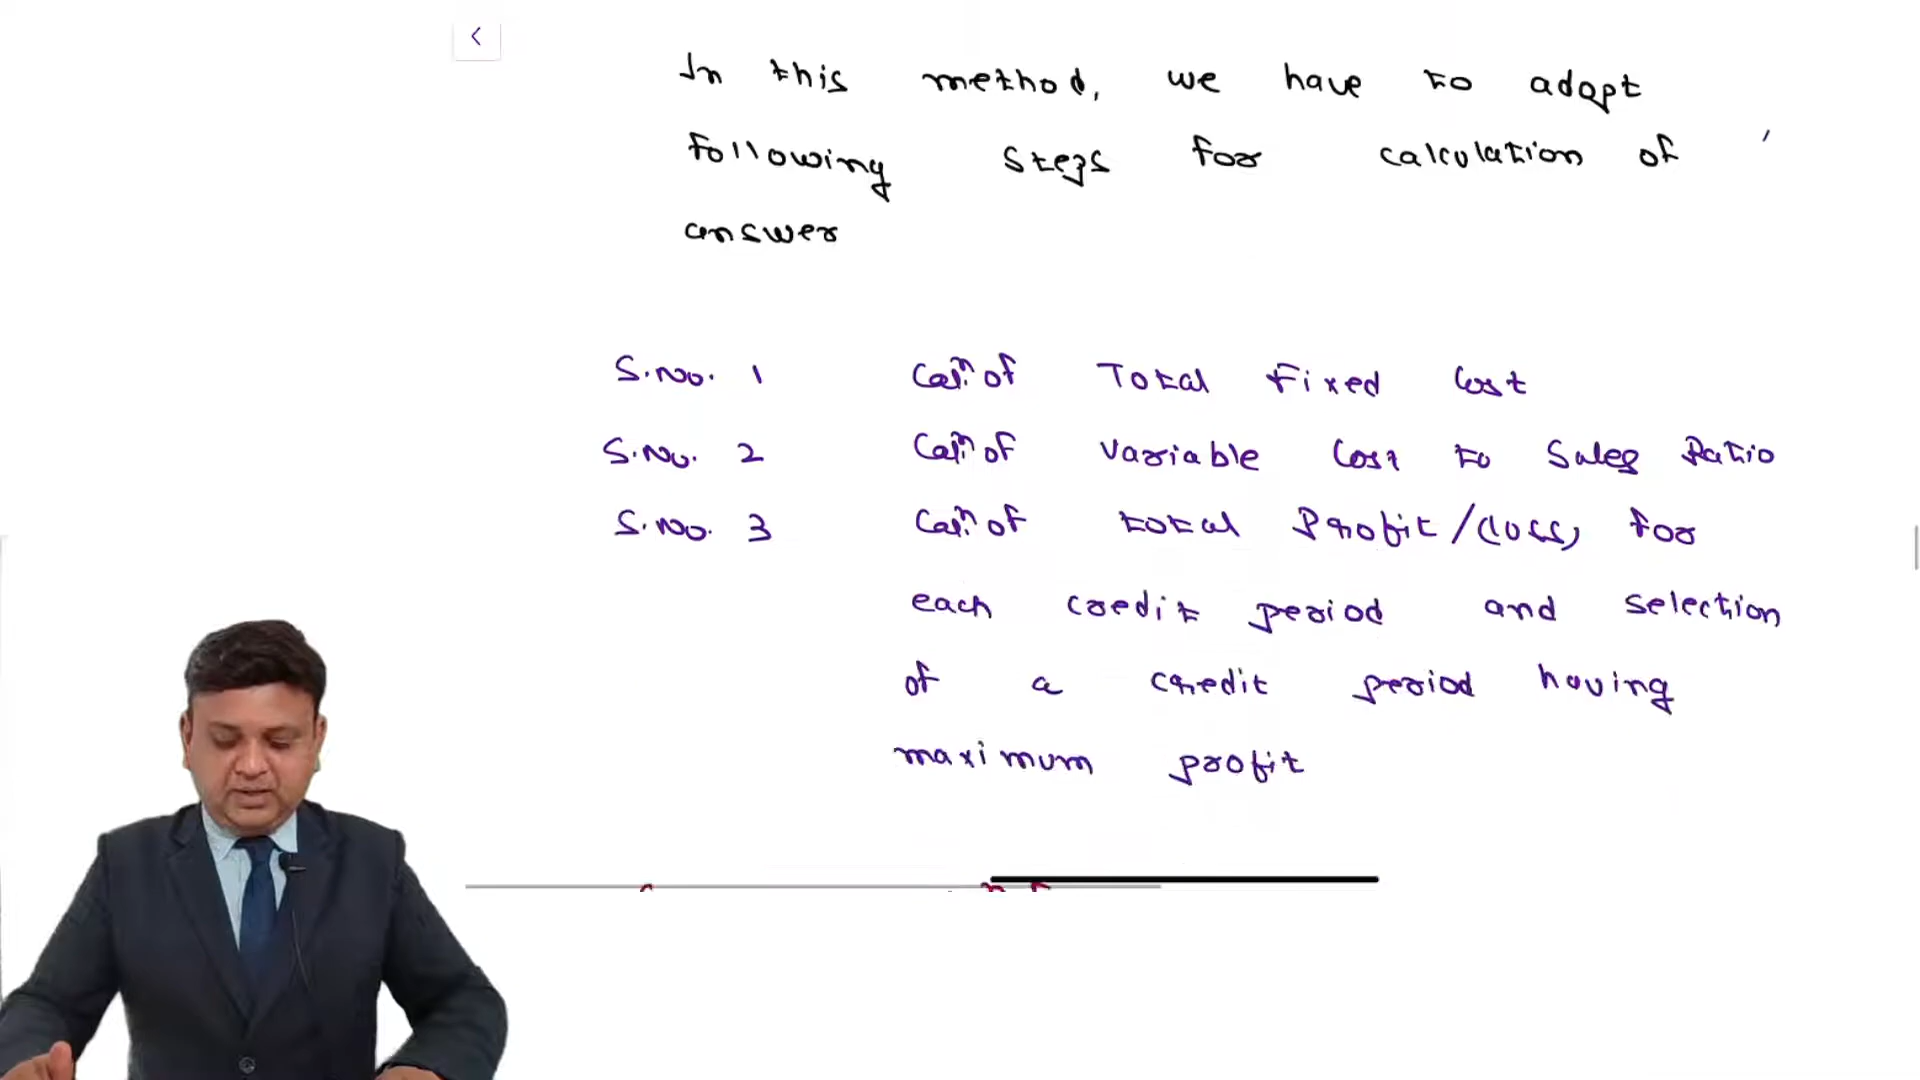 In this method, we have to adopt
following steps for calculation of
answer
S.No. 1 Calⁿ of Total Fixed Cost
S.No. 2 Calⁿ of Variable Cost to Sales Ratio
S.No. 3 Calⁿ of total Profit/(loss) for
each credit period and selection
of a credit period having
maximum profit